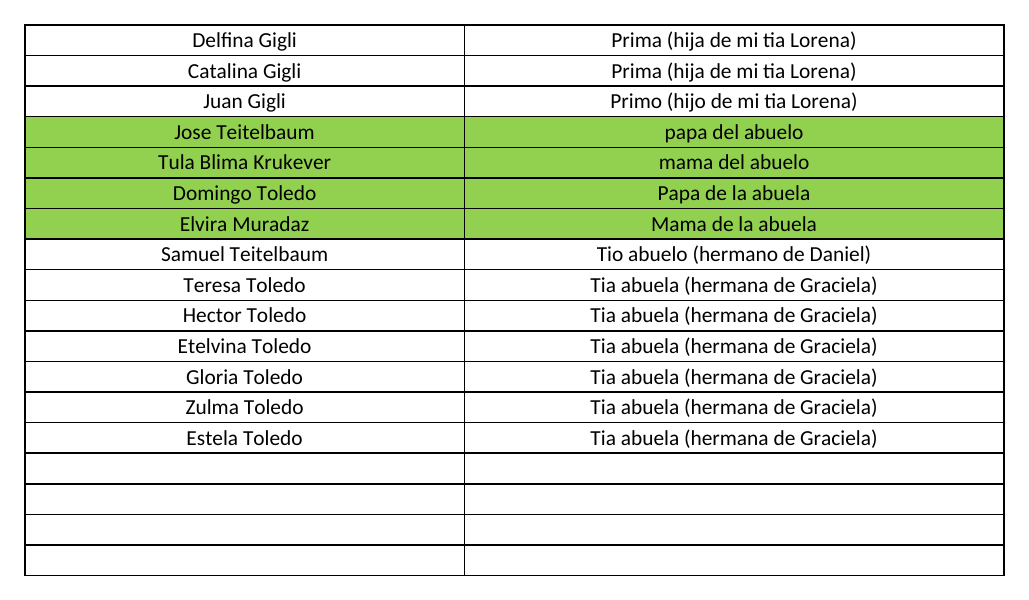 Delfina Gigli Prima (hija de mi tia Lorena)
Catalina Gigli Prima (hija de mi tia Lorena)
Juan Gigli Primo (hijo de mi tia Lorena)
Jose Teitelbaum papa del abuelo
Tula Blima Krukever mama del abuelo
Domingo Toledo Papa de la abuela
Elvira Muradaz Mama de la abuela
Samuel Teitelbaum Tio abuelo (hermano de Daniel)
Teresa Toledo Tia abuela (hermana de Graciela)
Hector Toledo Tia abuela (hermana de Graciela)
Etelvina Toledo Tia abuela (hermana de Graciela)
Gloria Toledo Tia abuela (hermana de Graciela)
Zulma Toledo Tia abuela (hermana de Graciela)
Estela Toledo Tia abuela (hermana de Graciela)